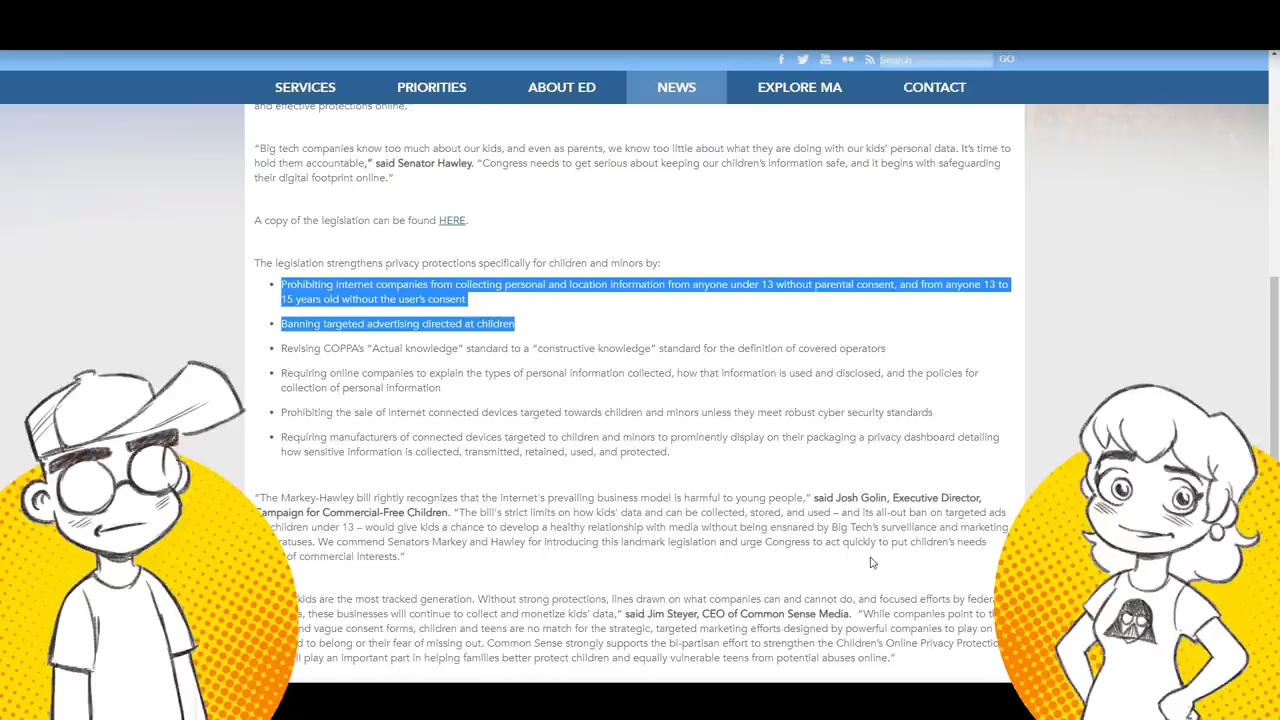 Search
GO
SERVICES
PRIORITIES
ABOUT ED
NEWS
EXPLORE MA
CONTACT
and effective protections online."
“Big tech companies know too much about our kids, and even as parents, we know too little about what they are doing with our kids’ personal data. It’s time to
hold them accountable,” said Senator Hawley. “Congress needs to get serious about keeping our children’s information safe, and it begins with safeguarding
their digital footprint online.”
A copy of the legislation can be found HERE.
The legislation strengthens privacy protections specifically for children and minors by:
• Prohibiting internet companies from collecting personal and location information from anyone under 13 without parental consent, and from anyone 13 to
15 years old without the user’s consent
• Banning targeted advertising directed at children
• Revising COPPA’s “Actual knowledge” standard to a “constructive knowledge” standard for the definition of covered operators
• Requiring online companies to explain the types of personal information collected, how that information is used and disclosed, and the policies for
collection of personal information
• Prohibiting the sale of internet connected devices targeted towards children and minors unless they meet robust cyber security standards
• Requiring manufacturers of connected devices targeted to children and minors to prominently display on their packaging a privacy dashboard detailing
how sensitive information is collected, transmitted, retained, used, and protected.
“The Markey-Hawley bill rightly recognizes that the internet's prevailing business model is harmful to young people,” said Josh Golin, Executive Director,
Campaign for Commercial-Free Children. “The bill's strict limits on how kids' data and can be collected, stored, and used – and its all-out ban on targeted ads
children under 13 – would give kids a chance to develop a healthy relationship with media without being ensnared by Big Tech’s surveillance and marketing
We commend Senators Markey and Hawley for introducing this landmark legislation and urge Congress to act quickly to put children’s needs
of commercial interests.”
kids are the most tracked generation. Without strong protections, lines drawn on what companies can and cannot do, and focused efforts by
these businesses will continue to collect and monetize kids’ data,” said Jim Steyer, CEO of Common Sense Media. “While companies point to
and vague consent forms, children and teens are no match for the strategic, targeted marketing efforts designed by powerful companies to play on
to belong or their fear of missing out. Common Sense strongly supports the bi-partisan effort to strengthen the Children’s Online Privacy
play an important part in helping families better protect children and equally vulnerable teens from potential abuses online.”